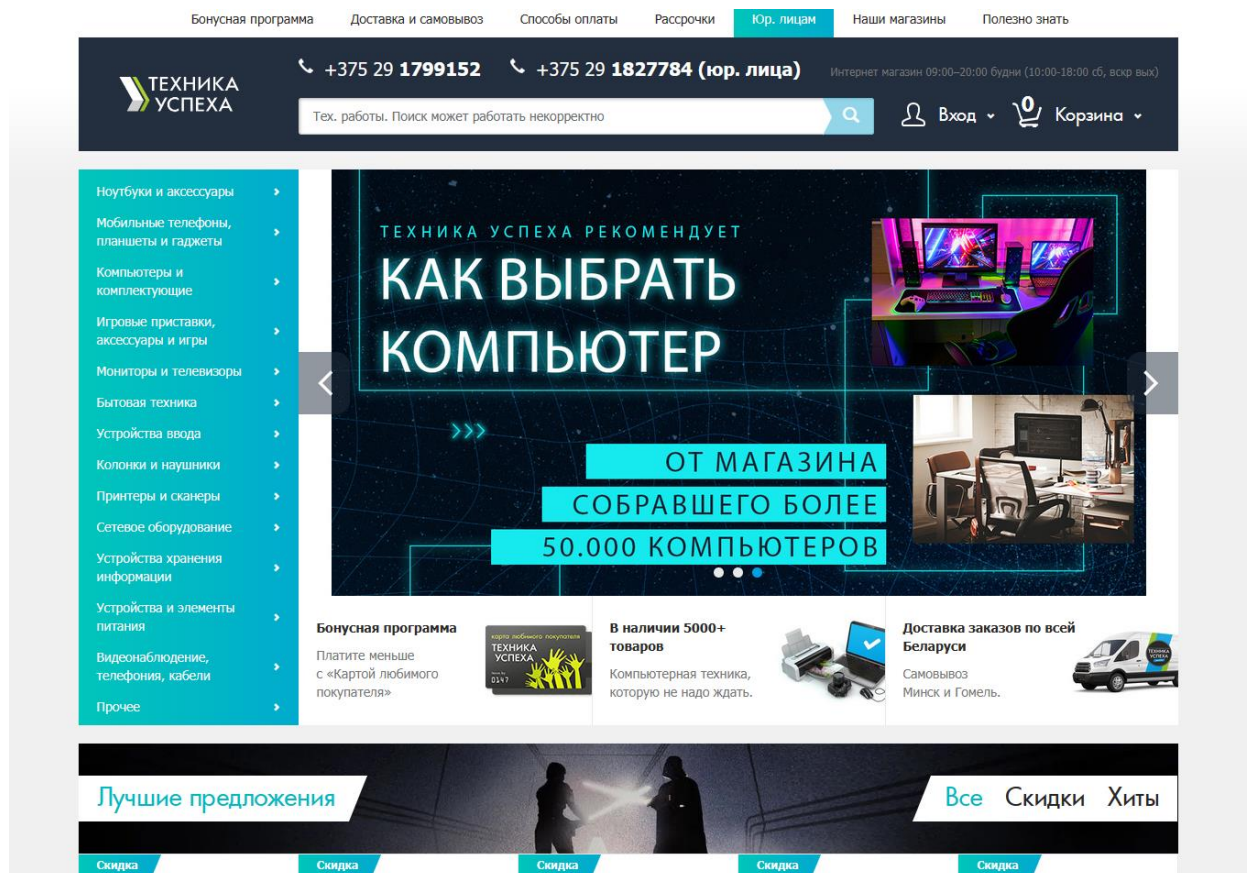 Бонусная программа Доставка и самовывоз Способы оплаты Рассрочки Юр. лицам Наши магазины Полезно знать
ТЕХНИКА
УСПЕХА
+375 29 1799152 +375 29 1827784 (юр. лица) Интернет магазин 09:00–20:00 будни (10:00-18:00 сб, вскр вых)
Тех. работы. Поиск может работать некорректно
Вход 0 Корзина
Ноутбуки и аксессуары
Мобильные телефоны,
планшеты и гаджеты
Компьютеры и
комплектующие
Игровые приставки,
аксессуары и игры
Мониторы и телевизоры
Бытовая техника
Устройства ввода
Колонки и наушники
Принтеры и сканеры
Сетевое оборудование
Устройства хранения
информации
Устройства и элементы
питания
Видеонаблюдение,
телефония, кабели
Прочее
ТЕХНИКА УСПЕХА РЕКОМЕНДУЕТ
КАК ВЫБРАТЬ
КОМПЬЮТЕР
>>>
ОТ МАГАЗИНА
СОБРАВШЕГО БОЛЕЕ
50.000 КОМПЬЮТЕРОВ
Бонусная программа
Платите меньше
с «Картой любимого
покупателя»
карта любимого покупателя
ТЕХНИКА
УСПЕХА
0147
В наличии 5000+
товаров
Компьютерная техника,
которую не надо ждать.
Доставка заказов по всей
Беларуси
Самовывоз
Минск и Гомель.
ТЕХНИКА
УСПЕХА
Лучшие предложения
Все Скидки Хиты
Скидка Скидка Скидка Скидка Скидка